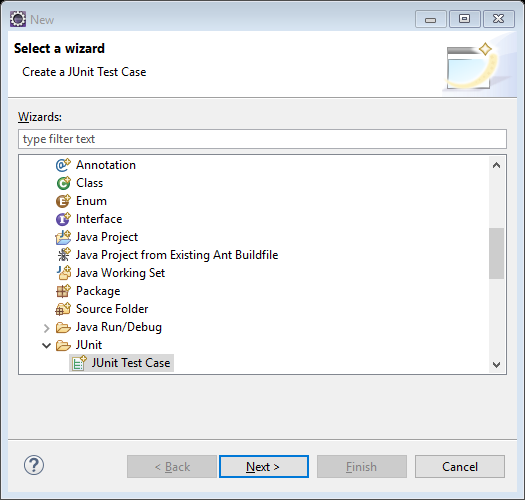 New
Select a wizard
Create a JUnit Test Case
Wizards:
type filter text
Annotation
Class
Enum
Interface
Java Project
Java Project from Existing Ant Buildfile
Java Working Set
Package
Source Folder
Java Run/Debug
JUnit
JUnit Test Case
? < Back Next > Finish Cancel